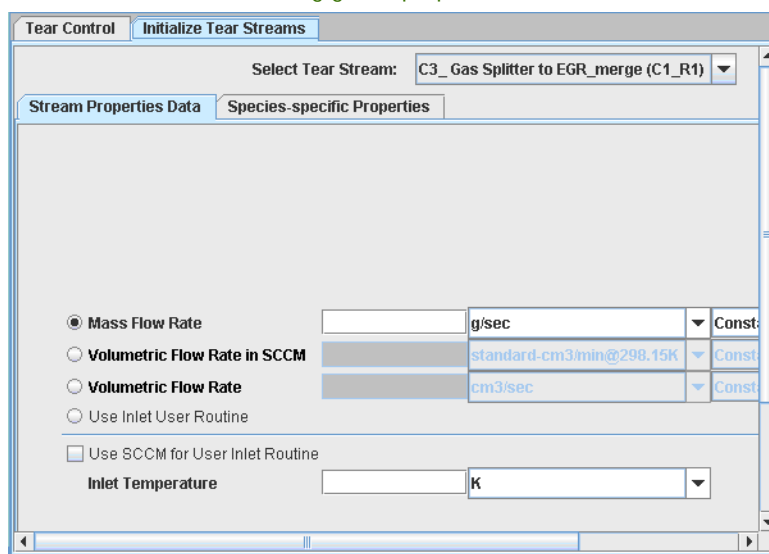 Tear Control Initialize Tear Streams
Select Tear Stream: C3_ Gas Splitter to EGR_merge (C1_R1)
Stream Properties Data Species-specific Properties
Mass Flow Rate g/sec Consta
Volumetric Flow Rate in SCCM standard-cm3/min@298.15K Consta
Volumetric Flow Rate cm3/sec Consta
Use Inlet User Routine
Use SCCM for User Inlet Routine
Inlet Temperature K